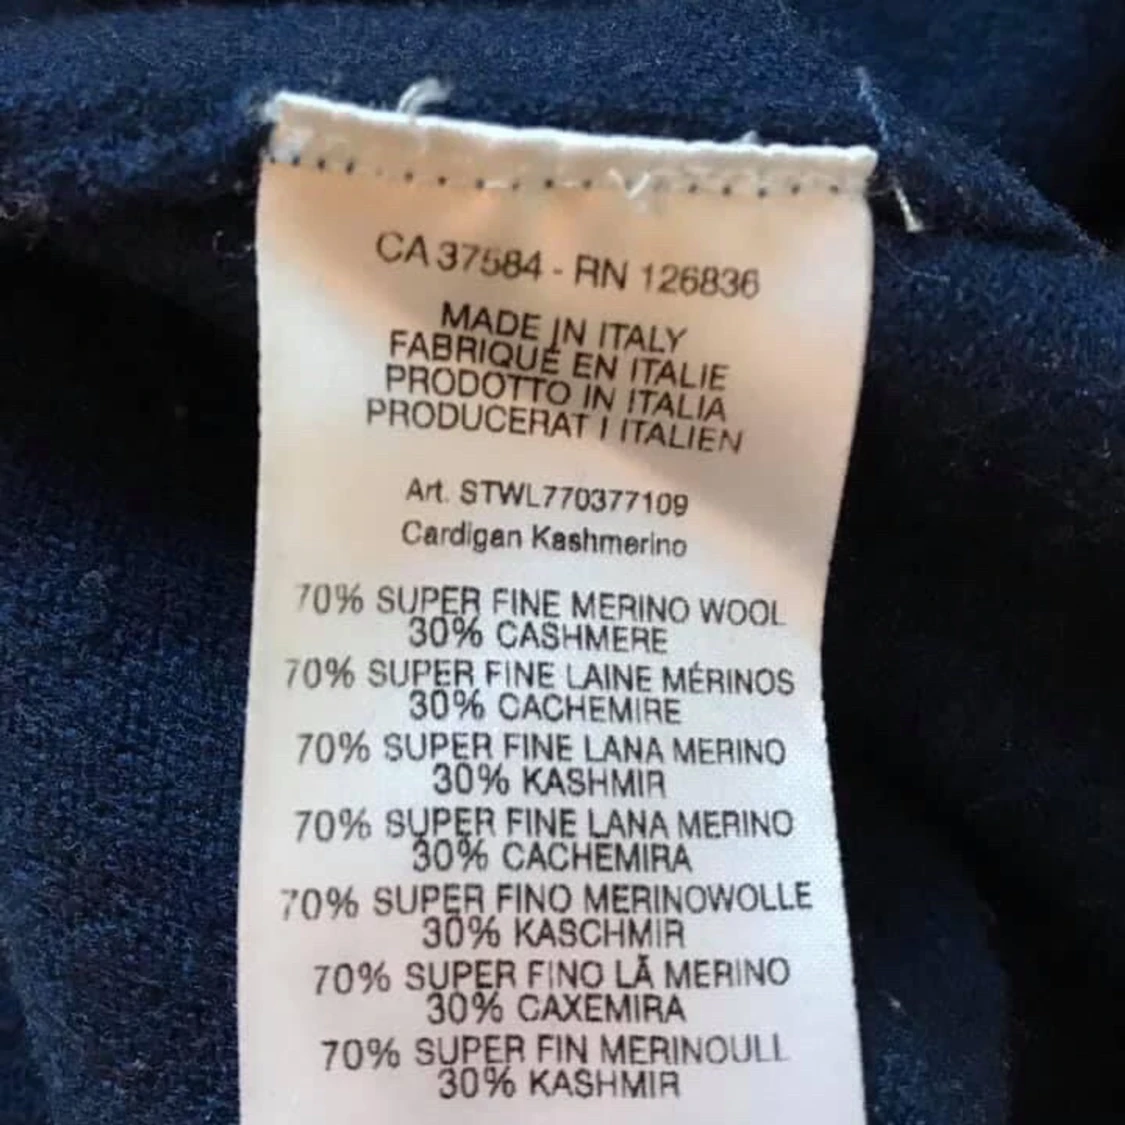 CA 37584 - RN 126836
MADE IN ITALY
FABRIQUÉ EN ITALIE
PRODOTTO IN ITALIA
PRODUCERAT I ITALIEN
Art. STWL770377109
Cardigan Kashmerino
70% SUPER FINE MERINO WOOL
30% CASHMERE
70% SUPER FINE LAINE MÉRINOS
30% CACHEMIRE
70% SUPER FINE LANA MERINO
30% KASHMIR
70% SUPER FINE LANA MERINO
30% CACHEMIRA
70% SUPER FINO MERINOWOLLE
30% KASCHMIR
70% SUPER FINO LÃ MERINO
30% CAXEMIRA
70% SUPER FIN MERINOULL
30% KASHMIR